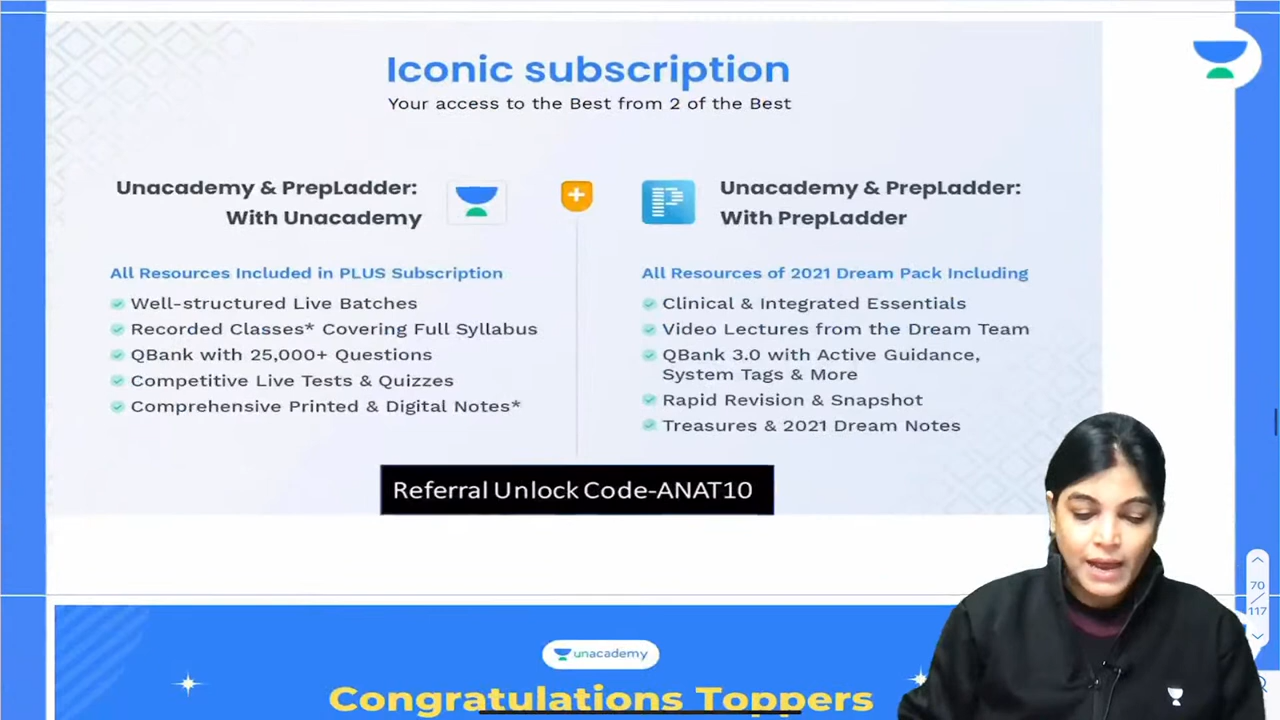 Iconic subscription
Your access to the Best from 2 of the Best
Unacademy & PrepLadder:
With Unacademy
Unacademy & PrepLadder:
With PrepLadder
All Resources Included in PLUS Subscription
Well-structured Live Batches
Recorded Classes* Covering Full Syllabus
QBank with 25,000+ Questions
Competitive Live Tests & Quizzes
Comprehensive Printed & Digital Notes*
All Resources of 2021 Dream Pack Including
Clinical & Integrated Essentials
Video Lectures from the Dream Team
QBank 3.0 with Active Guidance,
System Tags & More
Rapid Revision & Snapshot
Treasures & 2021 Dream Notes
Referral Unlock Code-ANAT10
70
/
117
unacademy
Congratulations Toppers